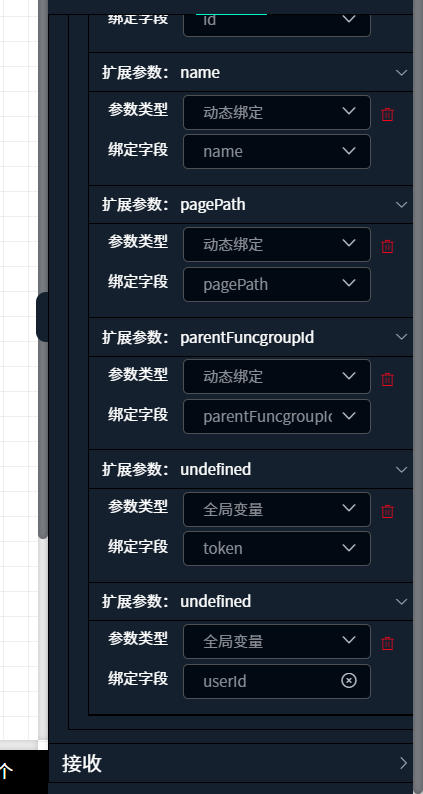 绑定字段 id
扩展参数： name
参数类型 动态绑定
绑定字段 name
扩展参数： pagePath
参数类型 动态绑定
绑定字段 pagePath
扩展参数： parentFuncgroupId
参数类型 动态绑定
绑定字段 parentFuncgroupId
扩展参数： undefined
参数类型 全局变量
绑定字段 token
扩展参数： undefined
参数类型 全局变量
绑定字段 userId
接收
个